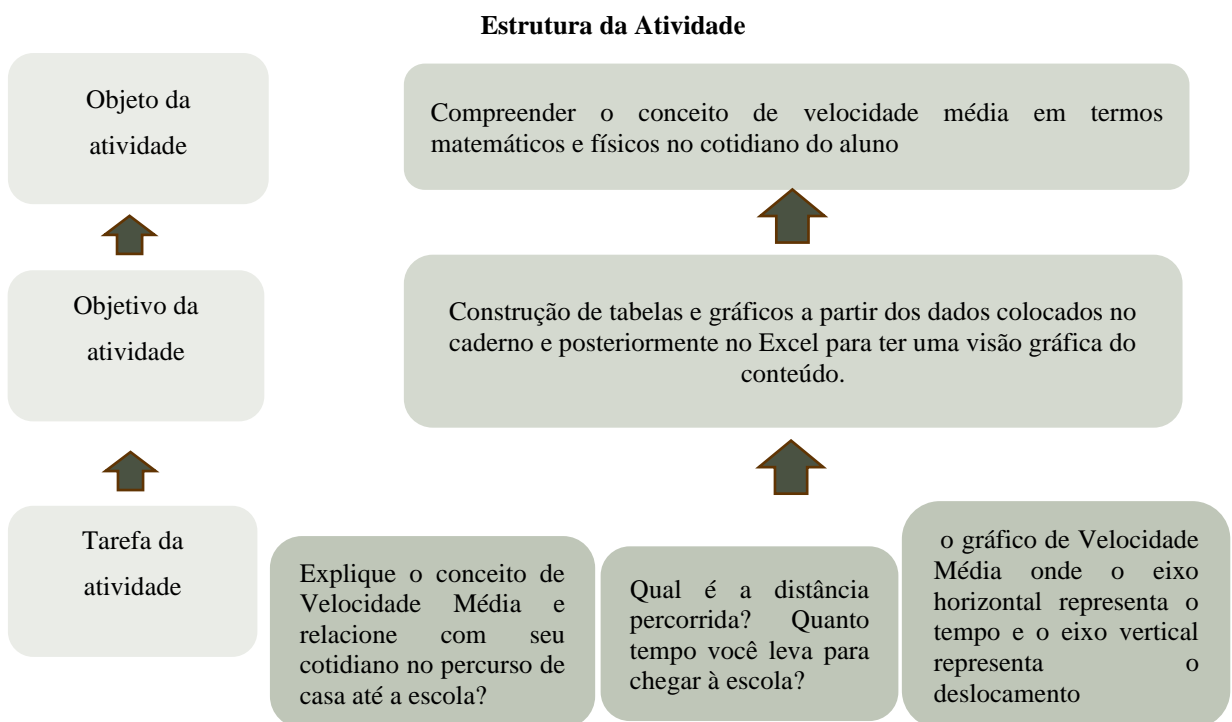 Estrutura da Atividade
Objeto da
atividade
Compreender o conceito de velocidade média em termos
matemáticos e físicos no cotidiano do aluno
Objetivo da
atividade
Construção de tabelas e gráficos a partir dos dados colocados no
caderno e posteriormente no Excel para ter uma visão gráfica do
conteúdo.
Tarefa da
atividade
Explique o conceito de
Velocidade Média e
relacione com seu
cotidiano no percurso de
casa até a escola?
Qual é a distância
percorrida? Quanto
tempo você leva para
chegar à escola?
o gráfico de Velocidade
Média onde o eixo
horizontal representa o
tempo e o eixo vertical
representa o
deslocamento